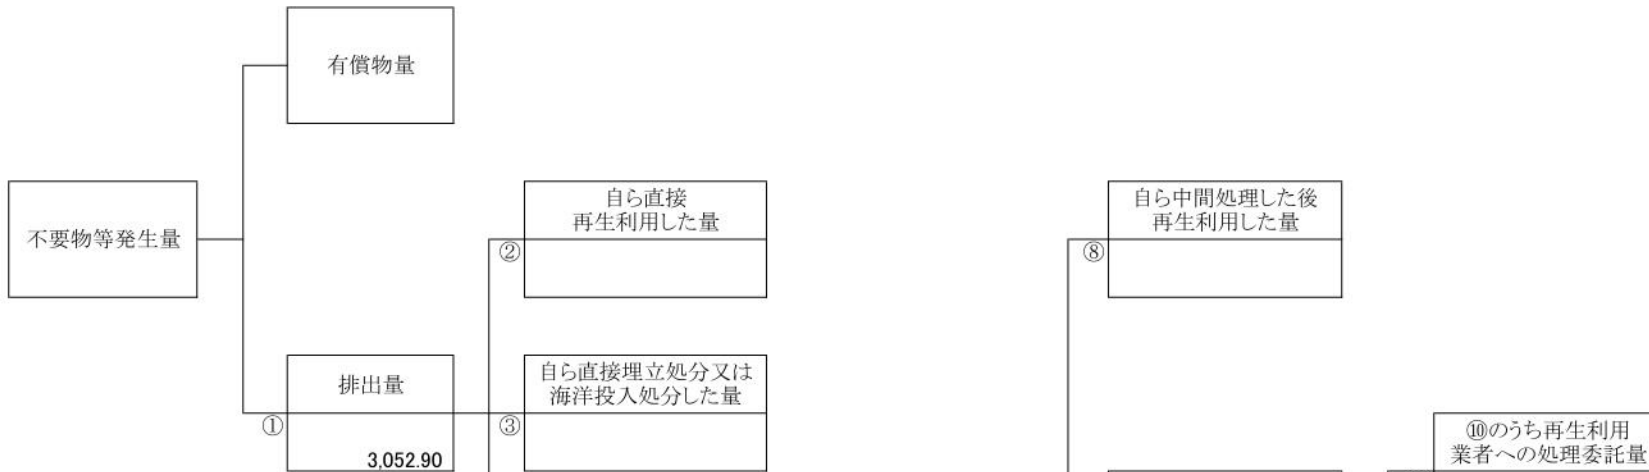 有償物量
不要物等発生量
自ら直接
再生利用した量
②
自ら中間処理した後
再生利用した量
⑧
排出量
①
3,052.90
自ら直接埋立処分又は
海洋投入処分した量
③
⑩のうち再生利用
業者への処理委託量